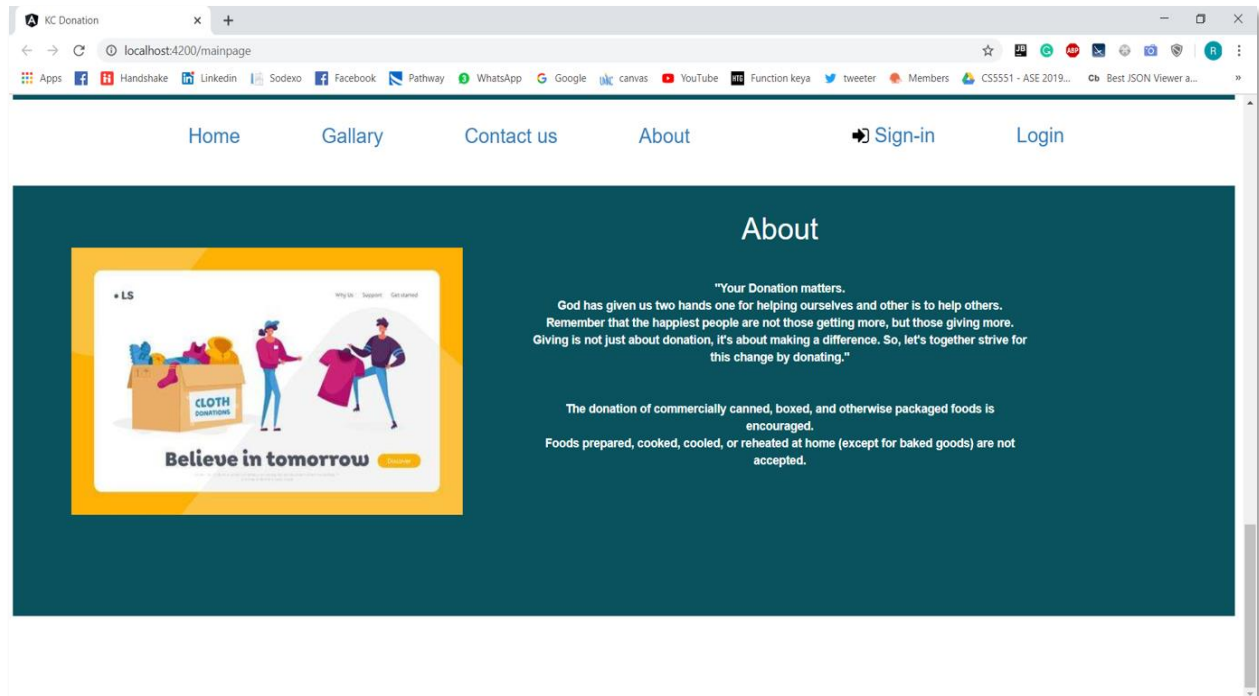 KC Donation
localhost:4200/mainpage
Apps Handshake Linkedin Sodexo Facebook Pathway WhatsApp Google canvas YouTube Function keya tweeter Members CS5551 - ASE 2019... Cb Best JSON Viewer a... »
Home Gallary Contact us About Sign-in Login
About
"Your Donation matters.
God has given us two hands one for helping ourselves and other is to help others.
Remember that the happiest people are not those getting more, but those giving more.
Giving is not just about donation, it's about making a difference. So, let's together strive for
this change by donating."
The donation of commercially canned, boxed, and otherwise packaged foods is
encouraged.
Foods prepared, cooked, cooled, or reheated at home (except for baked goods) are not
accepted.
LS
Why Us Support Get started
CLOTH
DONATIONS
Believe in tomorrow Discover